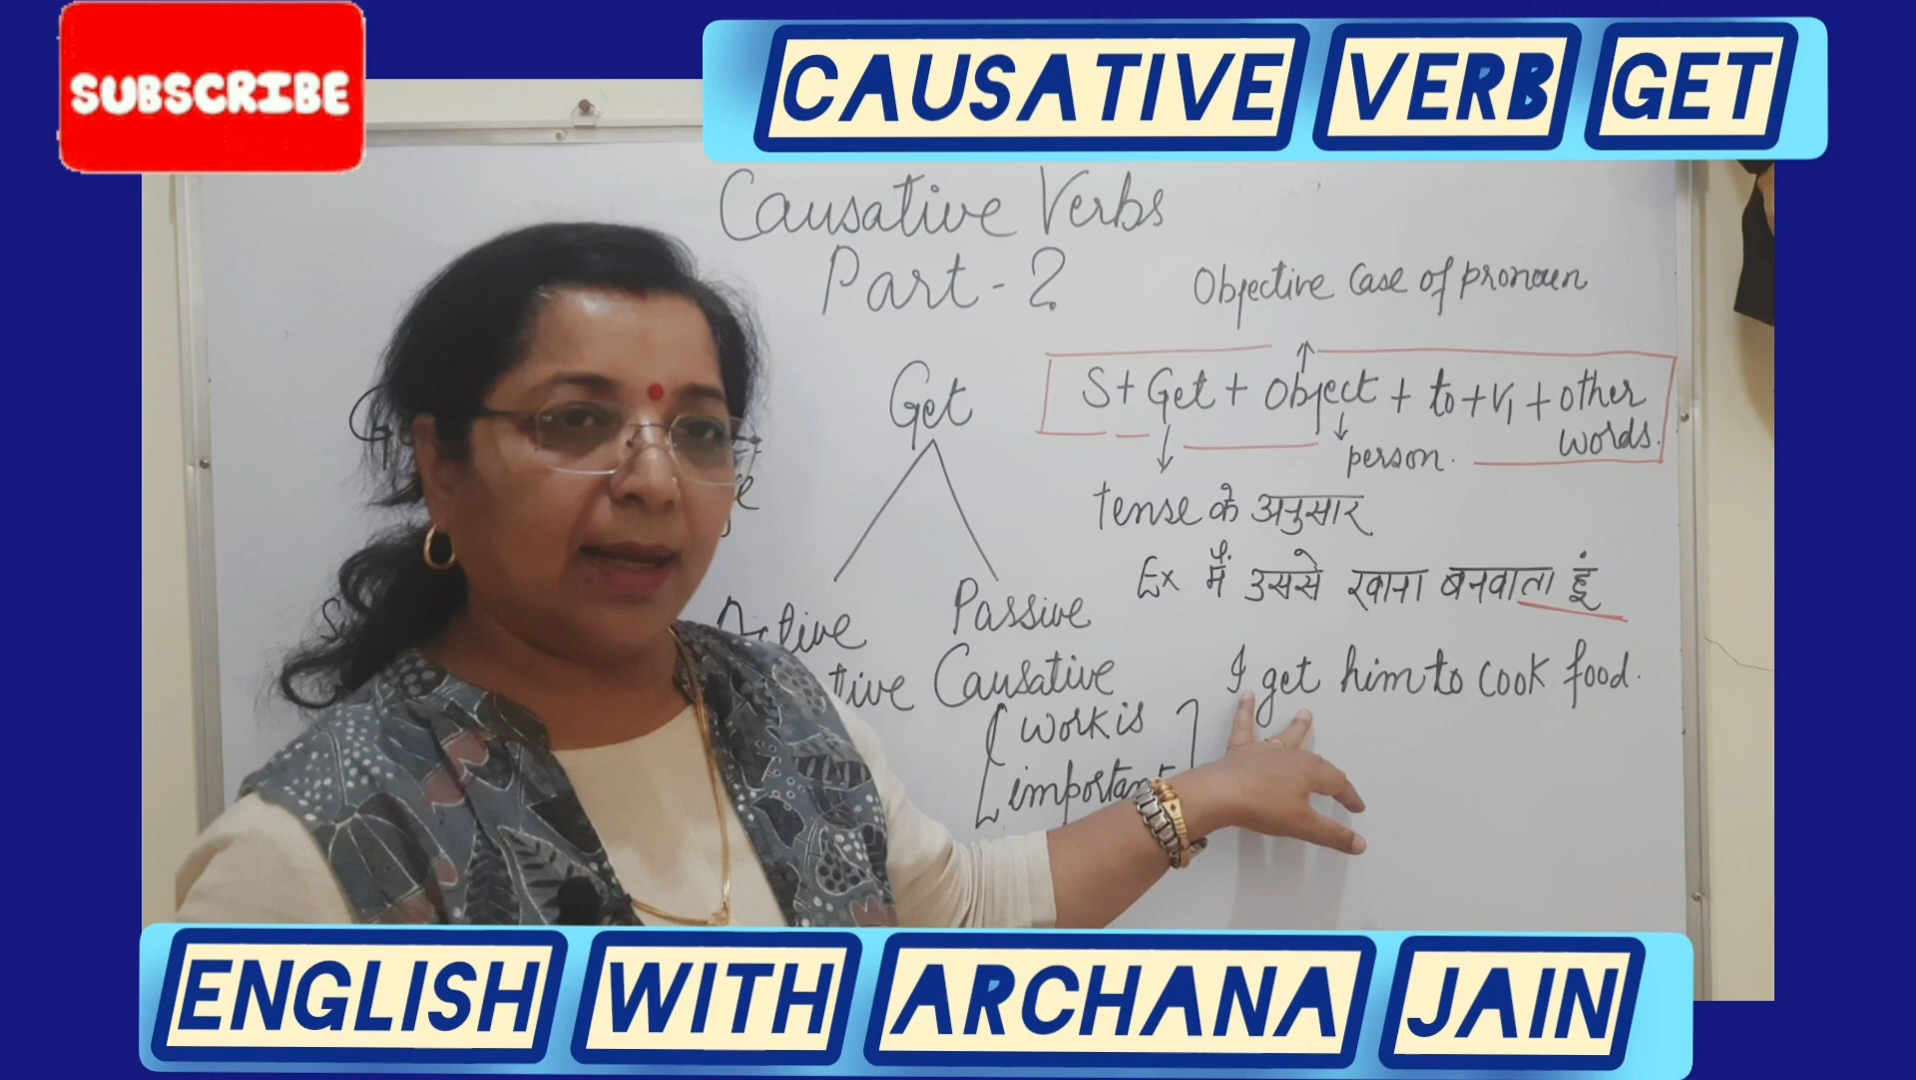 SUBSCRIBE
CAUSATIVE VERB GET
Causative Verbs
Part - 2
Objective Case of pronoun
Get
S + Get + Object + to + V1 + other
words.
person.
tense के अनुसार
Ex मैं उससे खाना बनवाता हूं
Active Passive
tive Causative
I get him to cook food.
[ work is ]
important
ENGLISH WITH ARCHANA JAIN